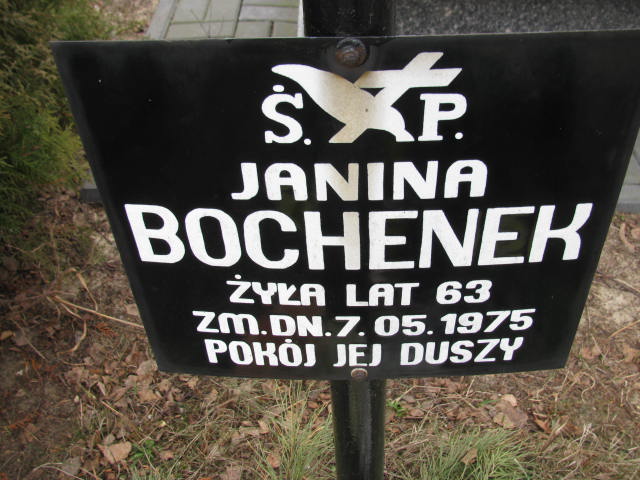 Ś. P.
JANINA
BOCHENEK
ŻYŁA LAT 63
ZM.DN.7.05.1975
POKÓJ JEJ DUSZY